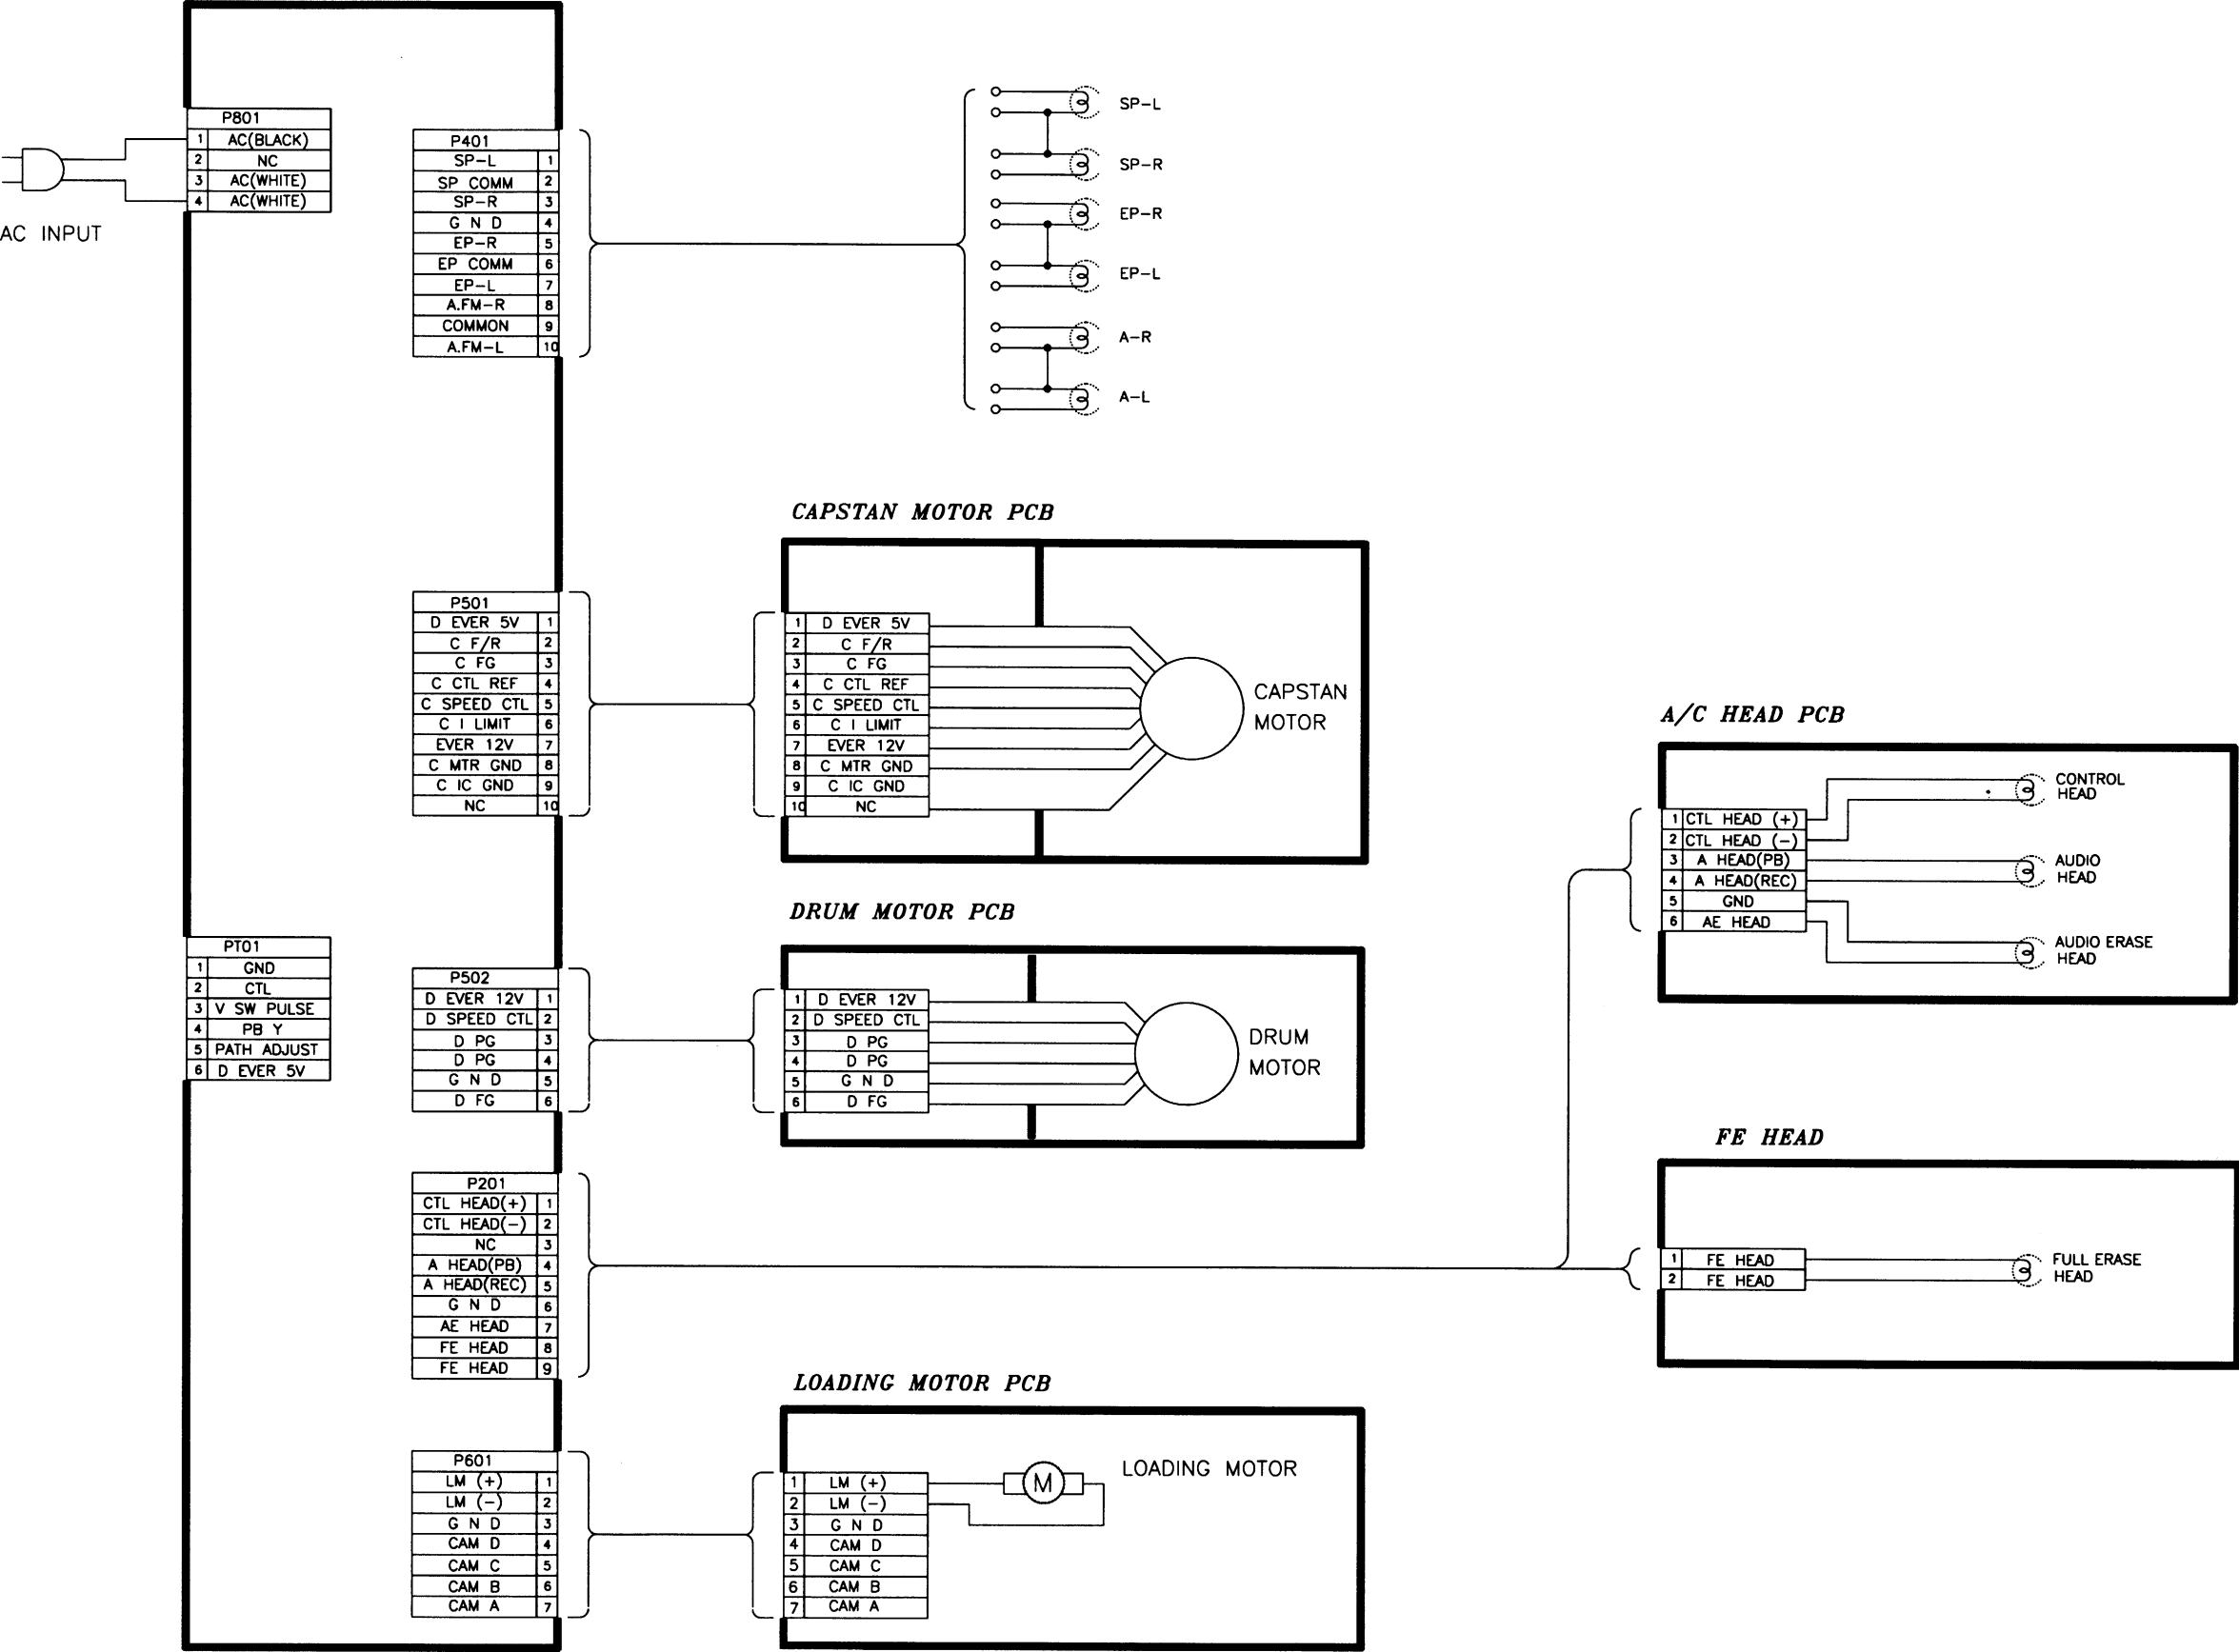 P801
1 AC(BLACK)
2 NC
3 AC(WHITE)
4 AC(WHITE)
AC INPUT
P401
SP-L 1
SP COMM 2
SP-R 3
G N D 4
EP-R 5
EP COMM 6
EP-L 7
A.FM-R 8
COMMON 9
A.FM-L 10
SP-L
SP-R
EP-R
EP-L
A-R
A-L
P501
D EVER 5V 1
C F/R 2
C FG 3
C CTL REF 4
C SPEED CTL 5
C I LIMIT 6
EVER 12V 7
C MTR GND 8
C IC GND 9
NC 10
CAPSTAN MOTOR PCB
1 D EVER 5V
2 C F/R
3 C FG
4 C CTL REF
5 C SPEED CTL
6 C I LIMIT
7 EVER 12V
8 C MTR GND
9 C IC GND
10 NC
CAPSTAN
MOTOR
PT01
1 GND
2 CTL
3 V SW PULSE
4 PB Y
5 PATH ADJUST
6 D EVER 5V
P502
D EVER 12V 1
D SPEED CTL 2
D PG 3
D PG 4
G N D 5
D FG 6
DRUM MOTOR PCB
1 D EVER 12V
2 D SPEED CTL
3 D PG
4 D PG
5 G N D
6 D FG
DRUM
MOTOR
P201
CTL HEAD(+) 1
CTL HEAD(-) 2
NC 3
A HEAD(PB) 4
A HEAD(REC) 5
G N D 6
AE HEAD 7
FE HEAD 8
FE HEAD 9
A/C HEAD PCB
1 CTL HEAD (+)
2 CTL HEAD (-)
3 A HEAD(PB)
4 A HEAD(REC)
5 GND
6 AE HEAD
CONTROL
HEAD
AUDIO
HEAD
AUDIO ERASE
HEAD
FE HEAD
1 FE HEAD
2 FE HEAD
FULL ERASE
HEAD
P601
LM (+) 1
LM (-) 2
G N D 3
CAM D 4
CAM C 5
CAM B 6
CAM A 7
LOADING MOTOR PCB
1 LM (+)
2 LM (-)
3 G N D
4 CAM D
5 CAM C
6 CAM B
7 CAM A
M
LOADING MOTOR